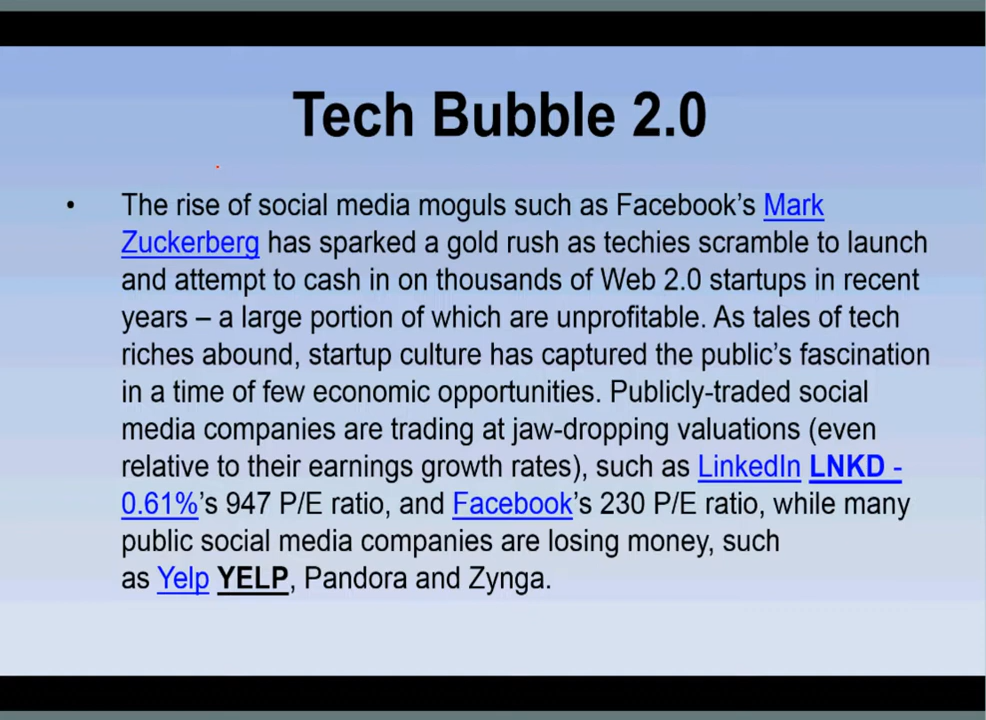 Tech Bubble 2.0
• The rise of social media moguls such as Facebook’s Mark
Zuckerberg has sparked a gold rush as techies scramble to launch
and attempt to cash in on thousands of Web 2.0 startups in recent
years – a large portion of which are unprofitable. As tales of tech
riches abound, startup culture has captured the public’s fascination
in a time of few economic opportunities. Publicly-traded social
media companies are trading at jaw-dropping valuations (even
relative to their earnings growth rates), such as LinkedIn LNKD -
0.61%’s 947 P/E ratio, and Facebook’s 230 P/E ratio, while many
public social media companies are losing money, such
as Yelp YELP, Pandora and Zynga.